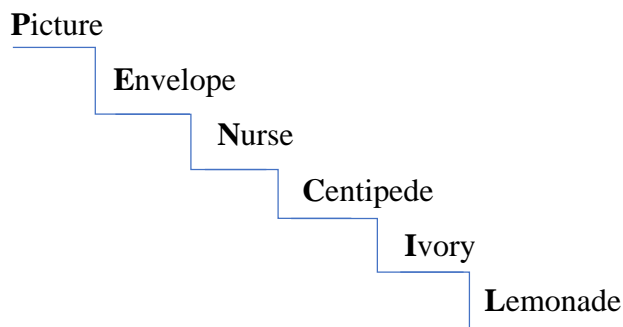 Picture
Envelope
Nurse
Centipede
Ivory
Lemonade